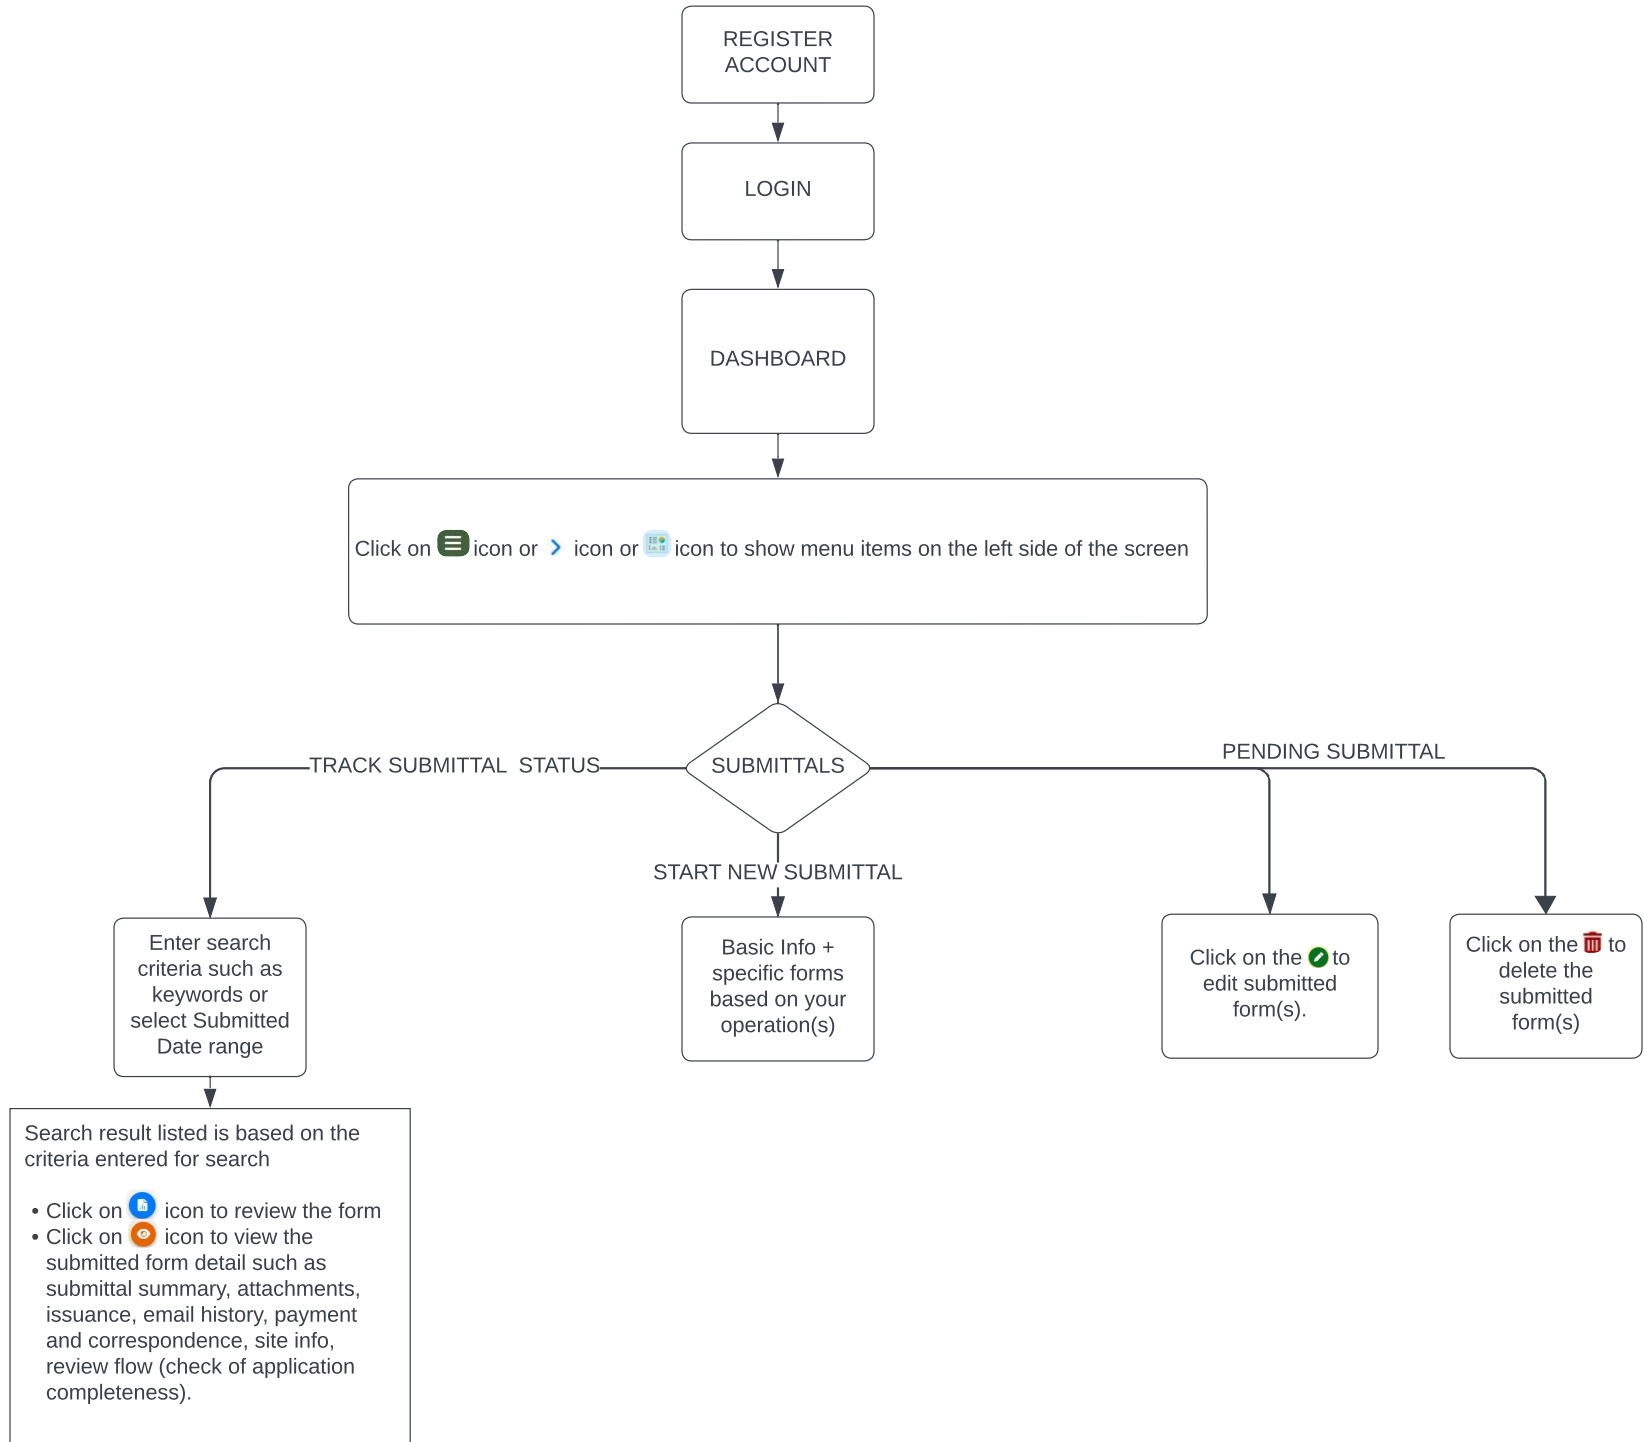 REGISTER
ACCOUNT
LOGIN
DASHBOARD
Click on icon or icon or icon to show menu items on the left side of the screen
SUBMITTALS
TRACK SUBMITTAL  STATUS
START NEW SUBMITTAL
PENDING SUBMITTAL
Enter search
criteria such as
keywords or
select Submitted
Date range
Basic Info +
specific forms
based on your
operation(s)
Click on the to
edit submitted
form(s).
Click on the to
delete the
submitted
form(s)
Search result listed is based on the
criteria entered for search
• Click on icon to review the form
• Click on icon to view the
submitted form detail such as
submittal summary, attachments,
issuance, email history, payment
and correspondence, site info,
review flow (check of application
completeness).